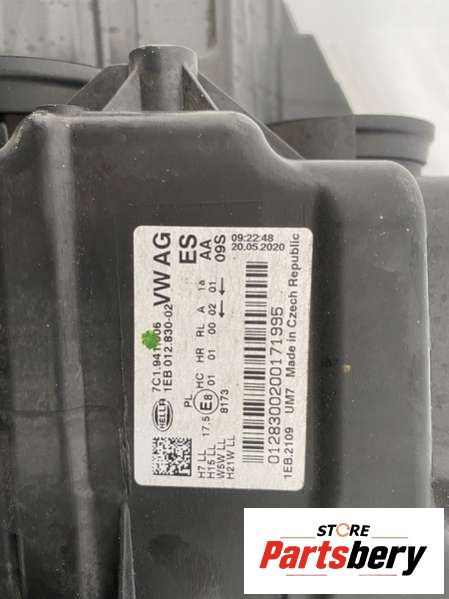 HELLA
7C1.941.006
1EB 012.830-02
VW AG
ES
AA
09S
09:22:48
20.05.2020
PL HC HR RL A 1a
17.5 E8 01 01 00 02 01
8173
H7 LL
H15 LL
W5W LL
H21W LL
0128300200171995
1EB.2109 UM7 Made in Czech Republic
STORE
Partsbery